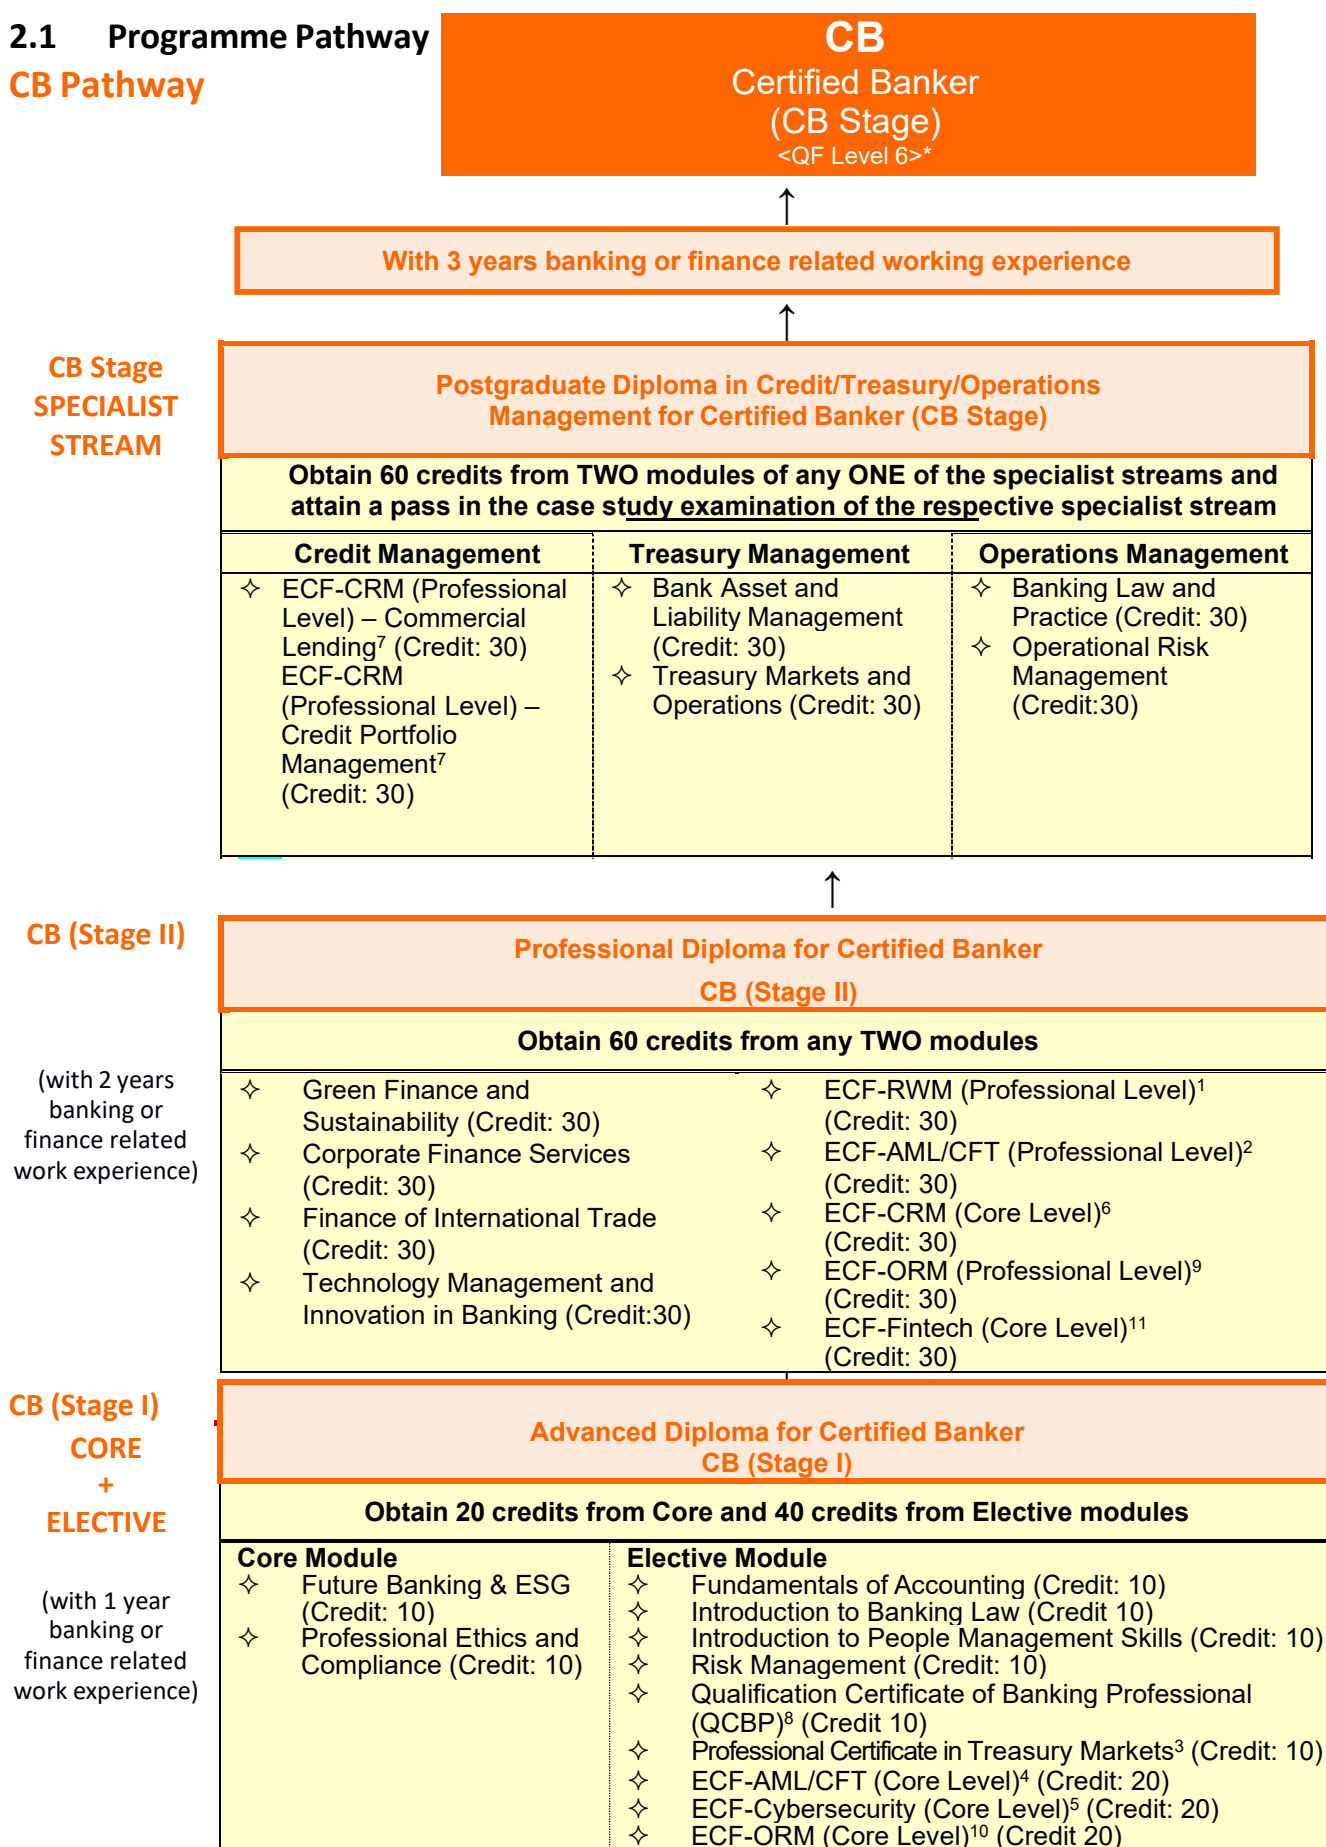 2.1 Programme Pathway
CB Pathway
CB
Certified Banker
(CB Stage)
<QF Level 6>*
↑
With 3 years banking or finance related working experience
↑
CB Stage
SPECIALIST
STREAM
Postgraduate Diploma in Credit/Treasury/Operations
Management for Certified Banker (CB Stage)
Obtain 60 credits from TWO modules of any ONE of the specialist streams and
attain a pass in the case study examination of the respective specialist stream
Credit Management
✧ ECF-CRM (Professional
Level) – Commercial
Lending⁷ (Credit: 30)
ECF-CRM
(Professional Level) –
Credit Portfolio
Management⁷
(Credit: 30)
Treasury Management
✧ Bank Asset and
Liability Management
(Credit: 30)
✧ Treasury Markets and
Operations (Credit: 30)
Operations Management
✧ Banking Law and
Practice (Credit: 30)
✧ Operational Risk
Management
(Credit:30)
↑
CB (Stage II)
(with 2 years
banking or
finance related
work experience)
Professional Diploma for Certified Banker
CB (Stage II)
Obtain 60 credits from any TWO modules
✧ Green Finance and
Sustainability (Credit: 30)
✧ Corporate Finance Services
(Credit: 30)
✧ Finance of International Trade
(Credit: 30)
✧ Technology Management and
Innovation in Banking (Credit:30)
✧ ECF-RWM (Professional Level)¹
(Credit: 30)
✧ ECF-AML/CFT (Professional Level)²
(Credit: 30)
✧ ECF-CRM (Core Level)⁶
(Credit: 30)
✧ ECF-ORM (Professional Level)⁹
(Credit: 30)
✧ ECF-Fintech (Core Level)¹¹
(Credit: 30)
CB (Stage I)
CORE
+
ELECTIVE
(with 1 year
banking or
finance related
work experience)
Advanced Diploma for Certified Banker
CB (Stage I)
Obtain 20 credits from Core and 40 credits from Elective modules
Core Module
✧ Future Banking & ESG
(Credit: 10)
✧ Professional Ethics and
Compliance (Credit: 10)
Elective Module
✧ Fundamentals of Accounting (Credit: 10)
✧ Introduction to Banking Law (Credit 10)
✧ Introduction to People Management Skills (Credit: 10)
✧ Risk Management (Credit: 10)
✧ Qualification Certificate of Banking Professional
(QCBP)⁸ (Credit 10)
✧ Professional Certificate in Treasury Markets³ (Credit: 10)
✧ ECF-AML/CFT (Core Level)⁴ (Credit: 20)
✧ ECF-Cybersecurity (Core Level)⁵ (Credit: 20)
✧ ECF-ORM (Core Level)¹⁰ (Credit 20)